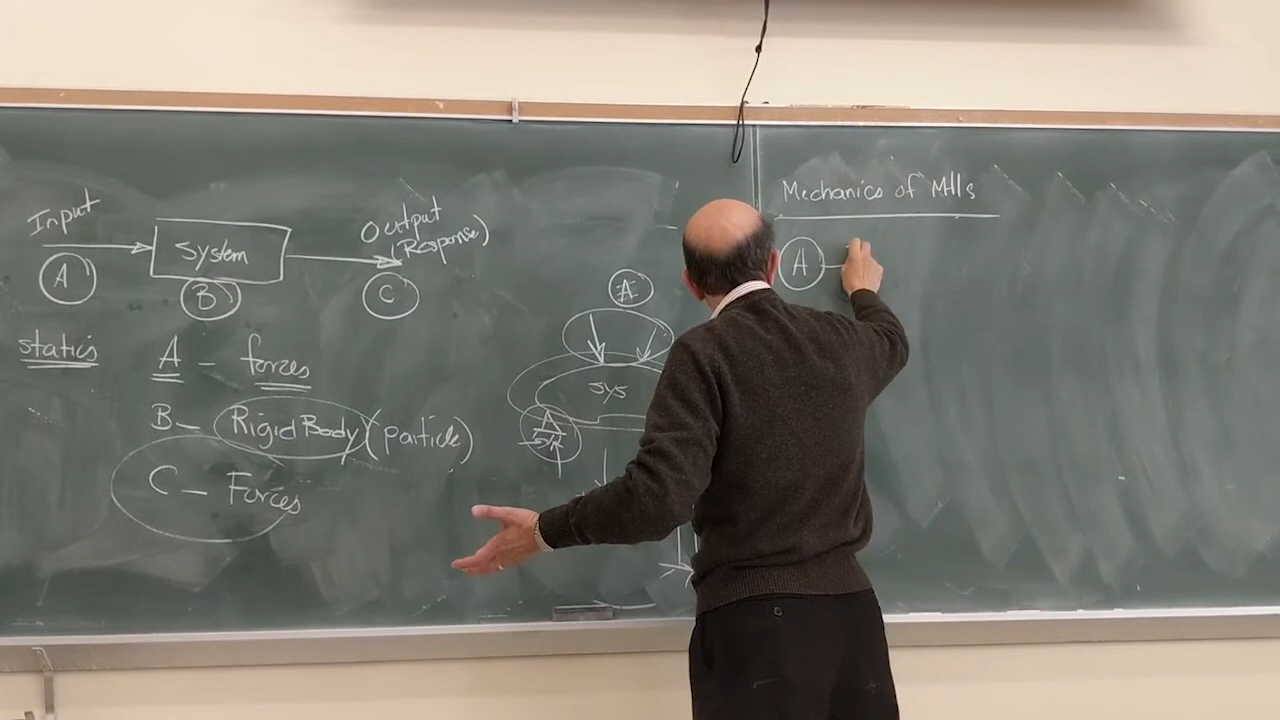 Input
A
system
B
Output
(Response)
C
statics
A - forces
B- Rigid Body (particle)
C - Forces
A
sys
Mechanics of Mtls
A